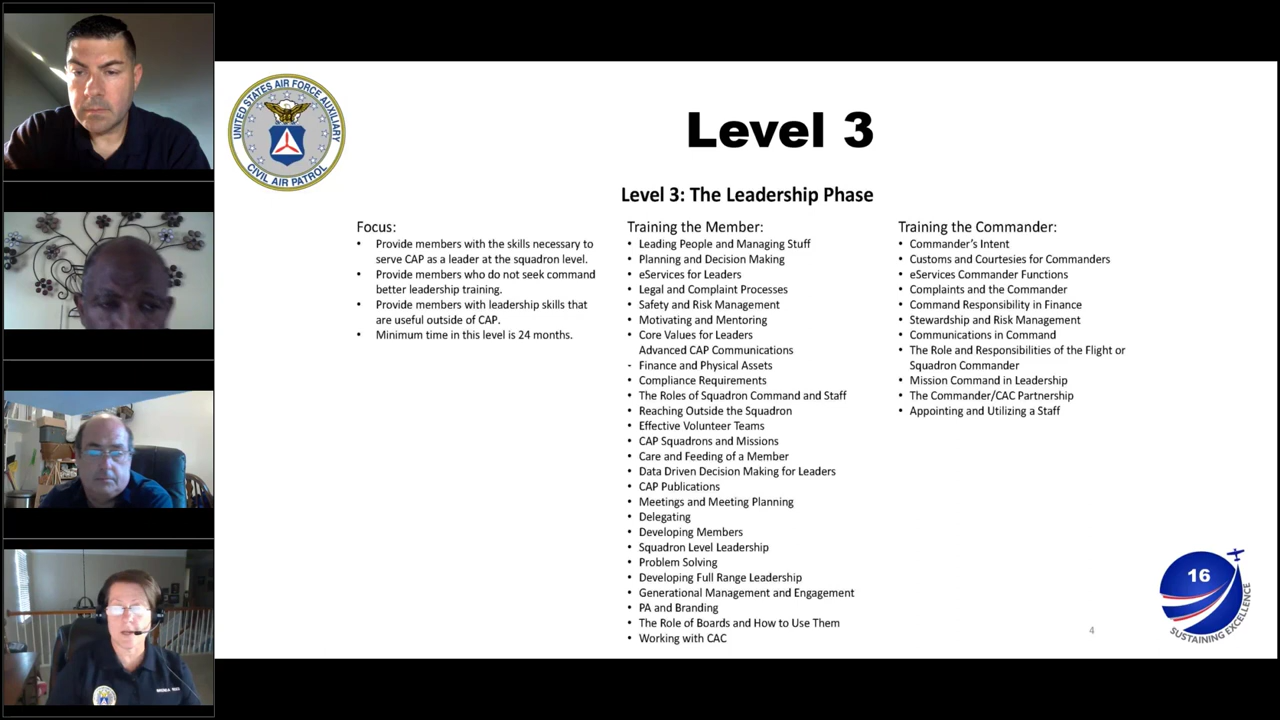 UNITED STATES AIR FORCE AUXILIARY
CIVIL AIR PATROL
Level 3
Level 3: The Leadership Phase
Focus:
• Provide members with the skills necessary to
serve CAP as a leader at the squadron level.
• Provide members who do not seek command
better leadership training.
• Provide members with leadership skills that
are useful outside of CAP.
• Minimum time in this level is 24 months.
Training the Member:
• Leading People and Managing Stuff
• Planning and Decision Making
• eServices for Leaders
• Legal and Complaint Processes
• Safety and Risk Management
• Motivating and Mentoring
• Core Values for Leaders
Advanced CAP Communications
- Finance and Physical Assets
• Compliance Requirements
• The Roles of Squadron Command and Staff
• Reaching Outside the Squadron
• Effective Volunteer Teams
• CAP Squadrons and Missions
• Care and Feeding of a Member
• Data Driven Decision Making for Leaders
• CAP Publications
• Meetings and Meeting Planning
• Delegating
• Developing Members
• Squadron Level Leadership
• Problem Solving
• Developing Full Range Leadership
• Generational Management and Engagement
• PA and Branding
• The Role of Boards and How to Use Them
• Working with CAC
Training the Commander:
• Commander's Intent
• Customs and Courtesies for Commanders
• eServices Commander Functions
• Complaints and the Commander
• Command Responsibility in Finance
• Stewardship and Risk Management
• Communications in Command
• The Role and Responsibilities of the Flight or
Squadron Commander
• Mission Command in Leadership
• The Commander/CAC Partnership
• Appointing and Utilizing a Staff
4
16
SUSTAINING EXCELLENCE